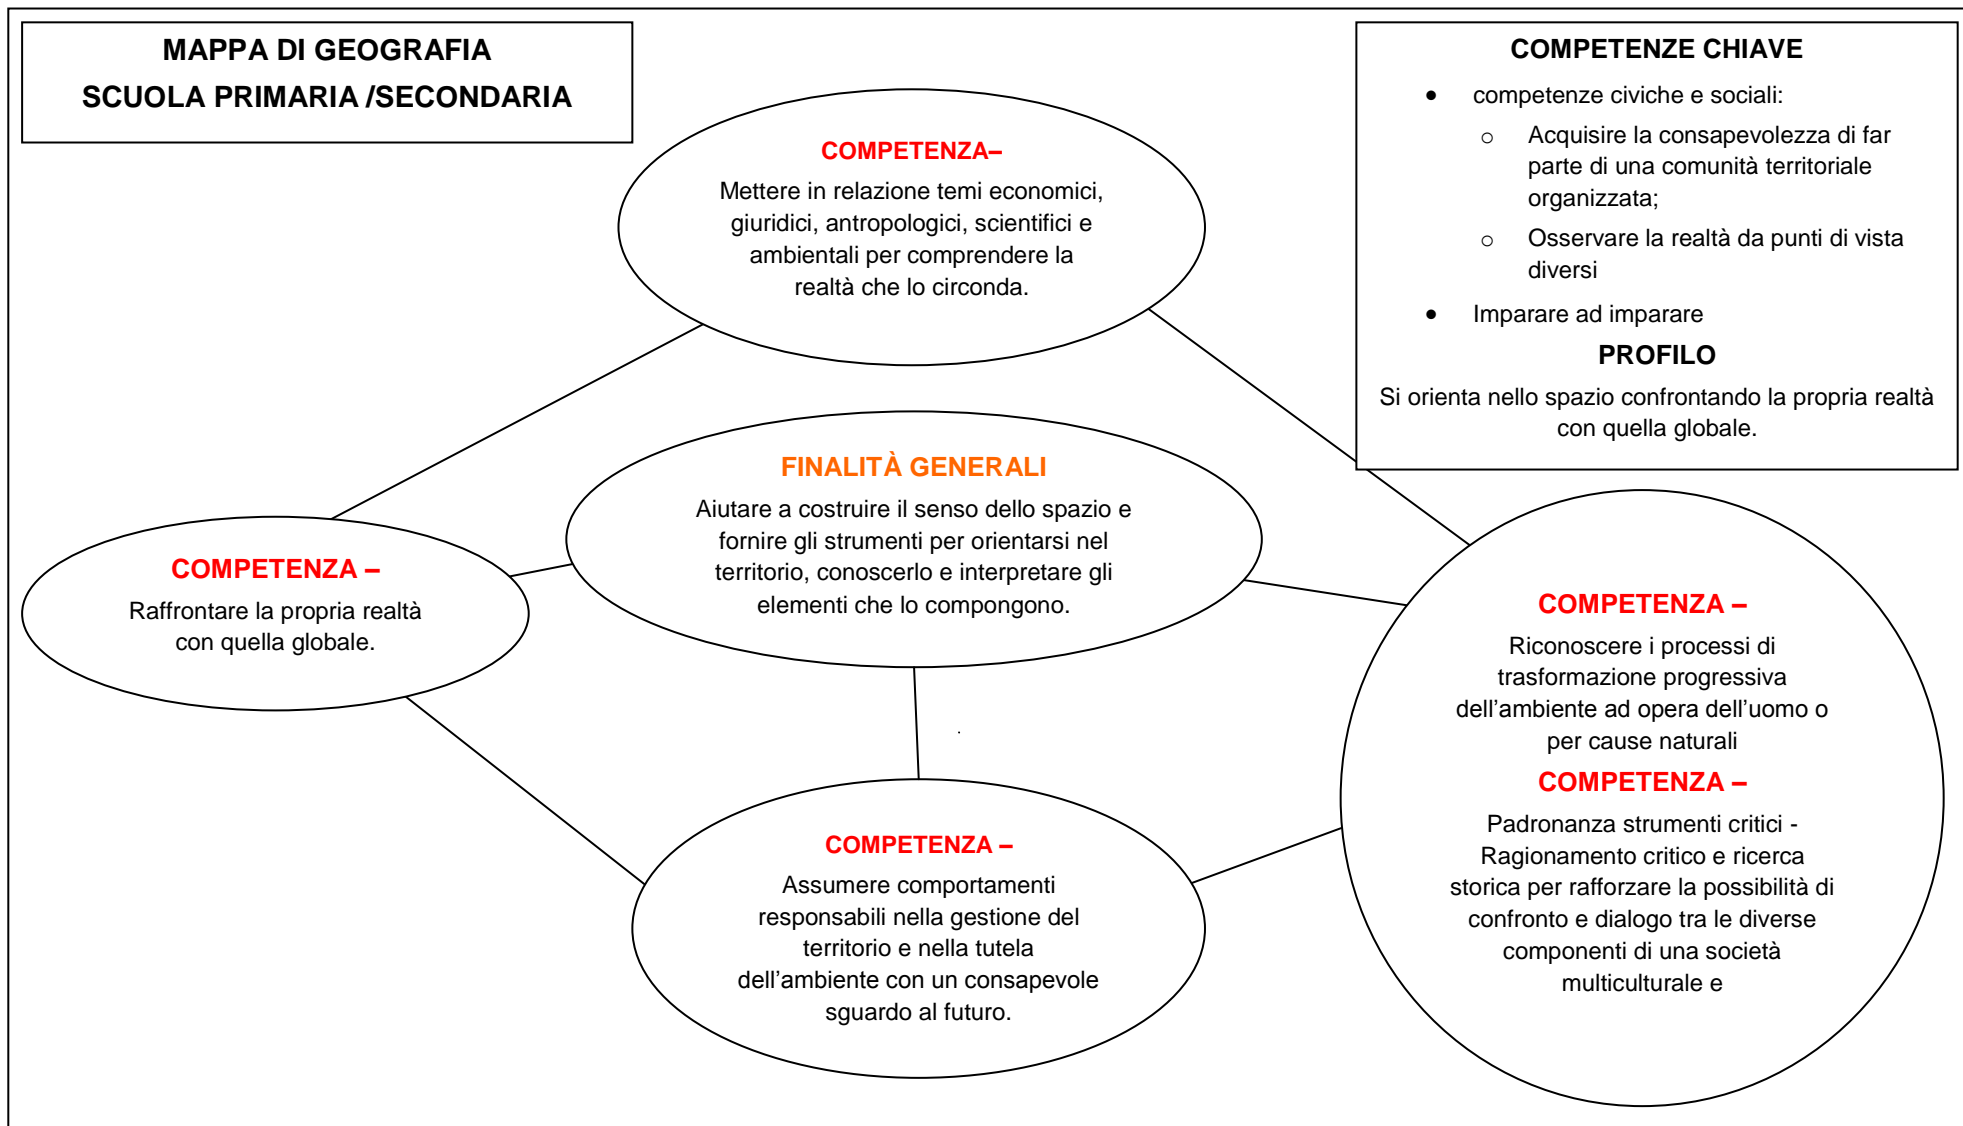 MAPPA DI GEOGRAFIA
SCUOLA PRIMARIA /SECONDARIA
COMPETENZE CHIAVE
• competenze civiche e sociali:
o Acquisire la consapevolezza di far
parte di una comunità territoriale
organizzata;
o Osservare la realtà da punti di vista
diversi
• Imparare ad imparare
PROFILO
Si orienta nello spazio confrontando la propria realtà
con quella globale.
COMPETENZA–
Mettere in relazione temi economici,
giuridici, antropologici, scientifici e
ambientali per comprendere la
realtà che lo circonda.
FINALITÀ GENERALI
Aiutare a costruire il senso dello spazio e
fornire gli strumenti per orientarsi nel
territorio, conoscerlo e interpretare gli
elementi che lo compongono.
COMPETENZA –
Raffrontare la propria realtà
con quella globale.
COMPETENZA –
Riconoscere i processi di
trasformazione progressiva
dell’ambiente ad opera dell’uomo o
per cause naturali
COMPETENZA –
Padronanza strumenti critici -
Ragionamento critico e ricerca
storica per rafforzare la possibilità di
confronto e dialogo tra le diverse
componenti di una società
multiculturale e
COMPETENZA –
Assumere comportamenti
responsabili nella gestione del
territorio e nella tutela
dell’ambiente con un consapevole
sguardo al futuro.